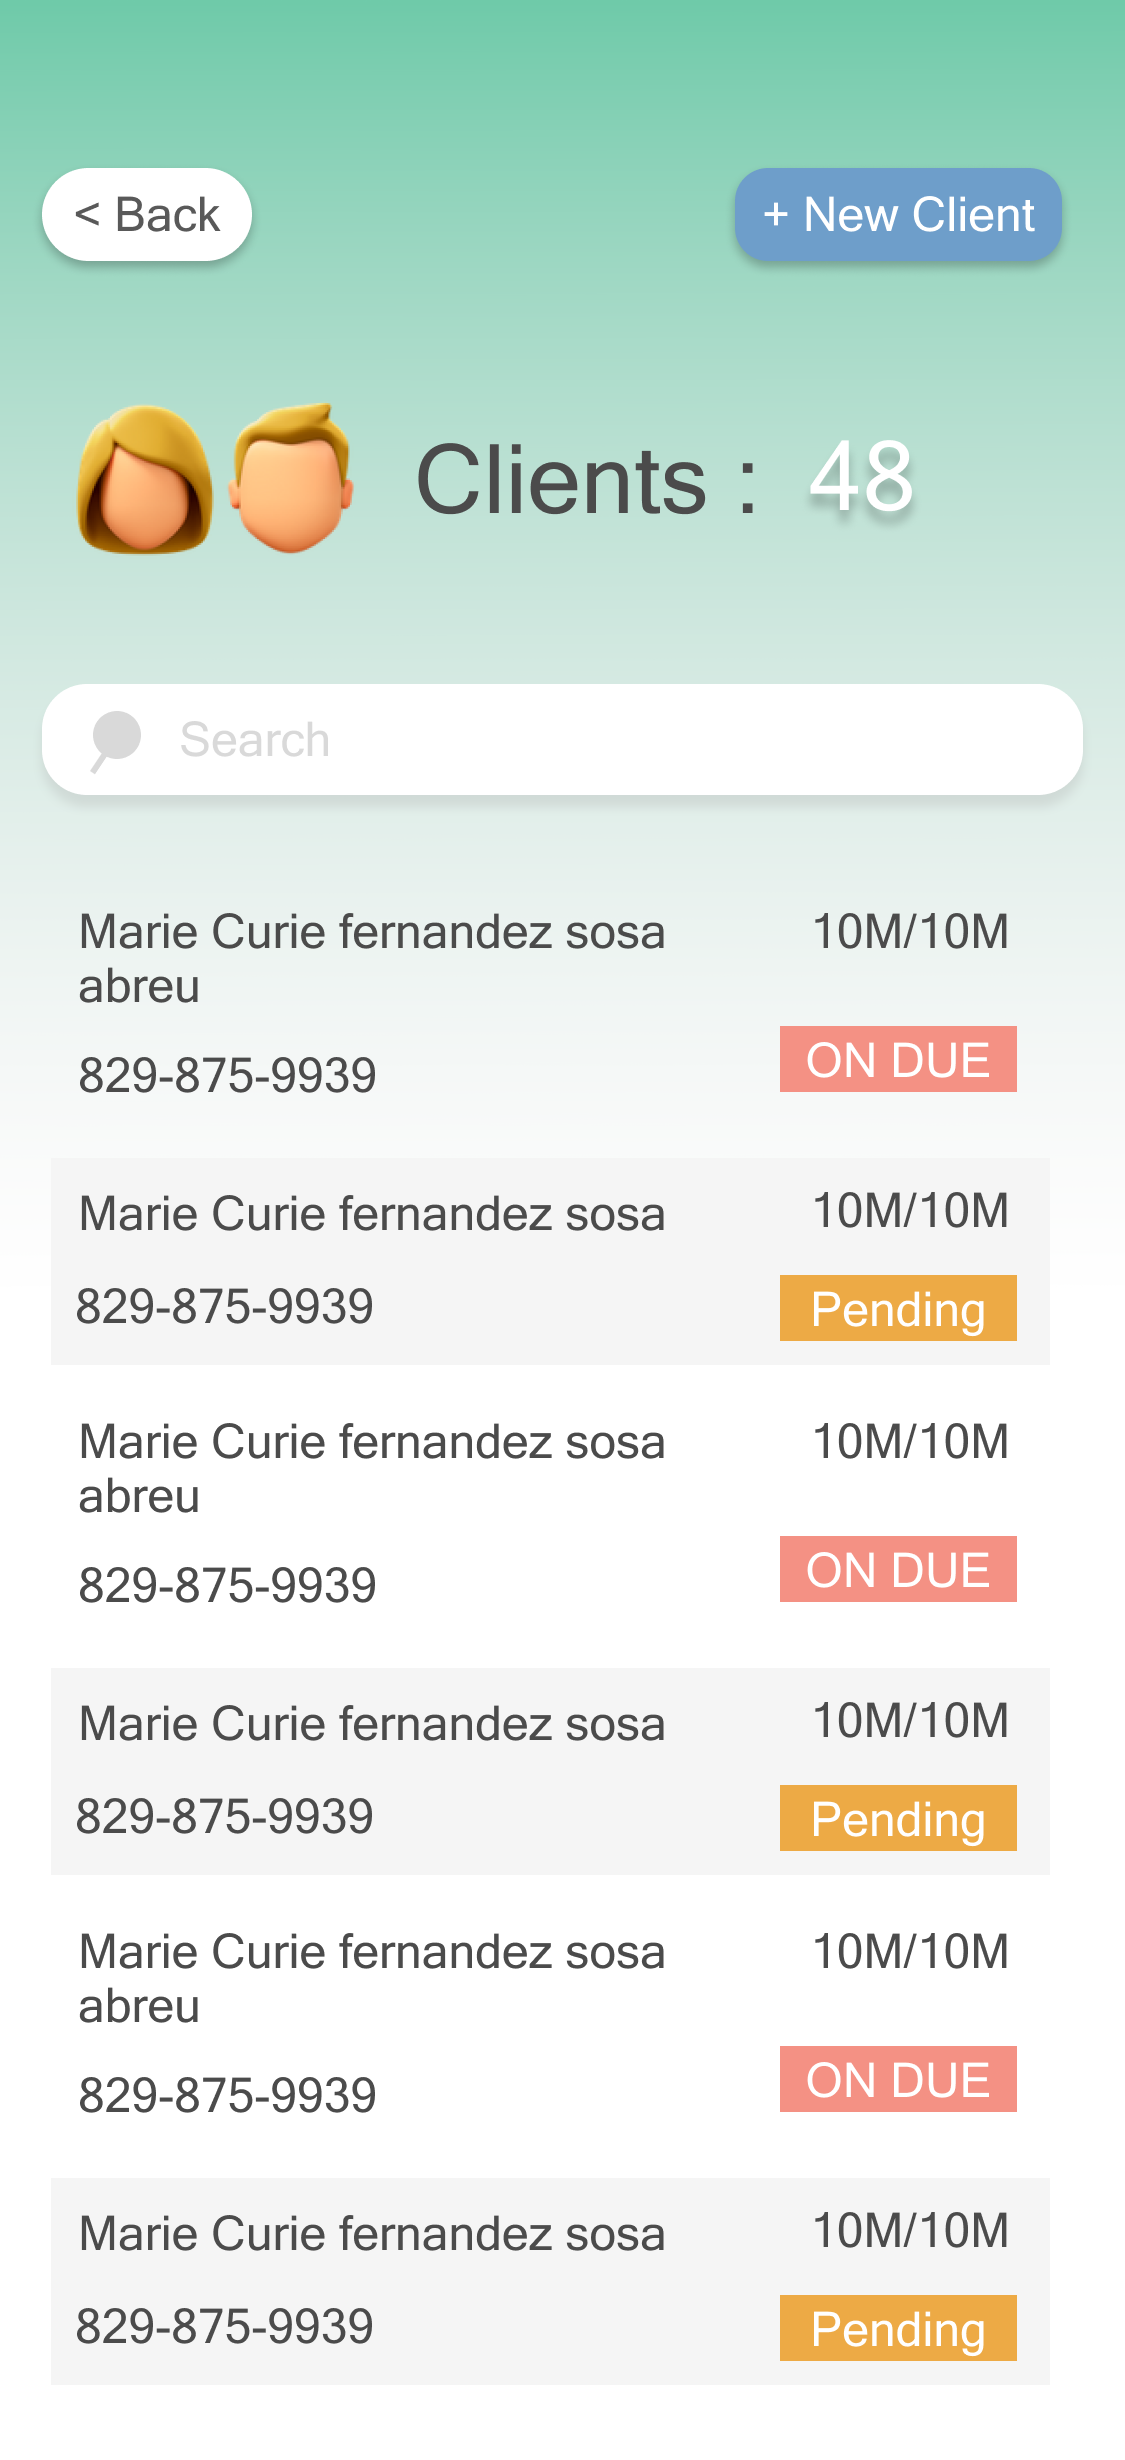 < Back
+ New Client
Clients : 48
Search
Marie Curie fernandez sosa
abreu
10M/10M
829-875-9939
ON DUE
Marie Curie fernandez sosa
10M/10M
829-875-9939
Pending
Marie Curie fernandez sosa
abreu
10M/10M
829-875-9939
ON DUE
Marie Curie fernandez sosa
10M/10M
829-875-9939
Pending
Marie Curie fernandez sosa
abreu
10M/10M
829-875-9939
ON DUE
Marie Curie fernandez sosa
10M/10M
829-875-9939
Pending